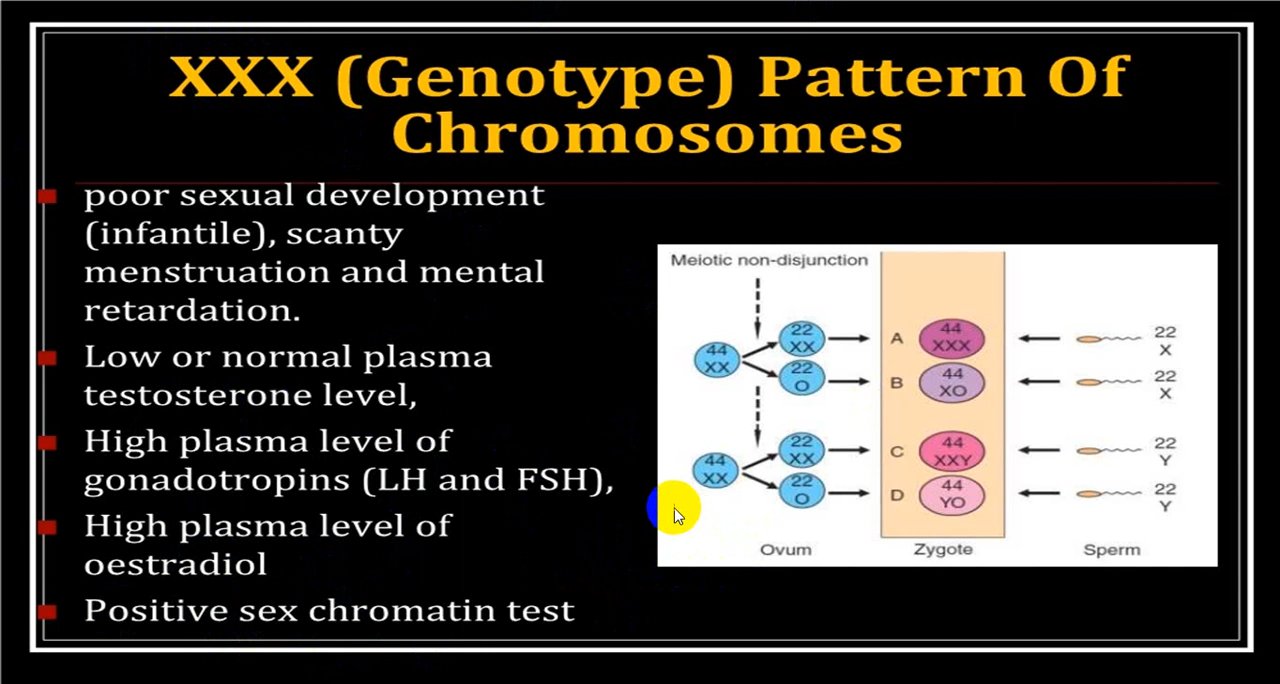 XXX (Genotype) Pattern Of
Chromosomes
poor sexual development
(infantile), scanty
menstruation and mental
retardation.
Low or normal plasma
testosterone level,
High plasma level of
gonadotropins (LH and FSH),
High plasma level of
oestradiol
Positive sex chromatin test
Meiotic non-disjunction
44
XX
22
XX
22
O
A
44
XXX
22
X
B
44
XO
22
X
44
XX
22
XX
22
O
C
44
XXY
22
Y
D
44
YO
22
Y
Ovum
Zygote
Sperm